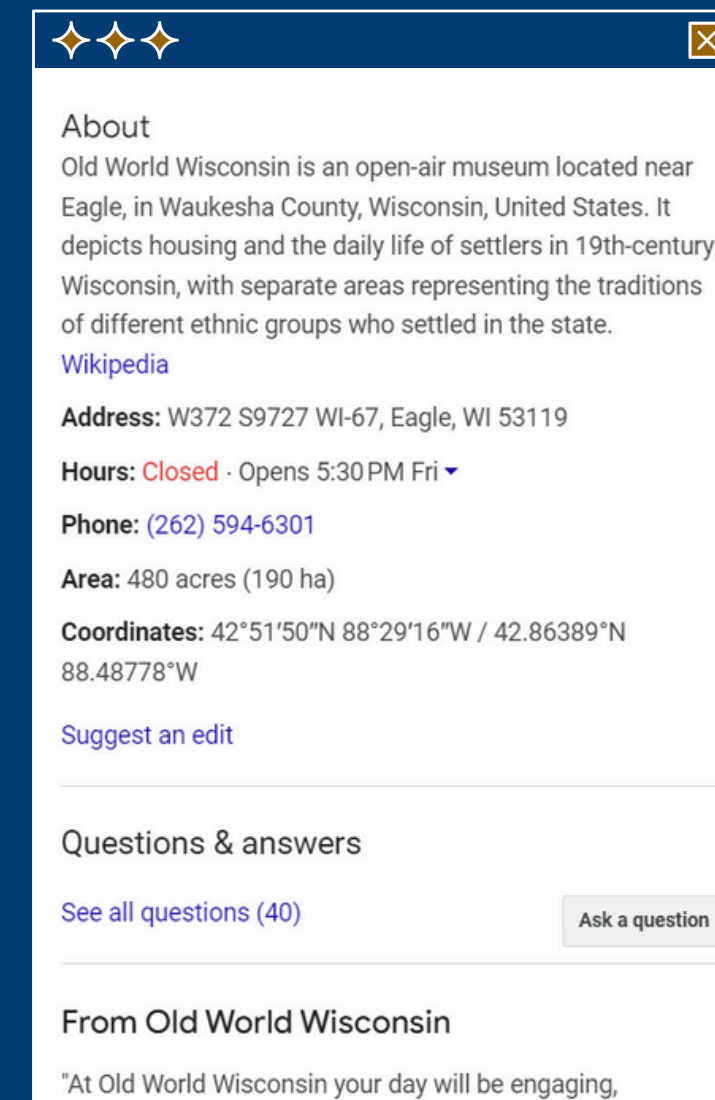 About
Old World Wisconsin is an open-air museum located near
Eagle, in Waukesha County, Wisconsin, United States. It
depicts housing and the daily life of settlers in 19th-century
Wisconsin, with separate areas representing the traditions
of different ethnic groups who settled in the state.
Wikipedia
Address: W372 S9727 WI-67, Eagle, WI 53119
Hours: Closed · Opens 5:30 PM Fri
Phone: (262) 594-6301
Area: 480 acres (190 ha)
Coordinates: 42°51′50″N 88°29′16″W / 42.86389°N
88.48778°W
Suggest an edit
Questions & answers
See all questions (40)
Ask a question
From Old World Wisconsin
"At Old World Wisconsin your day will be engaging,